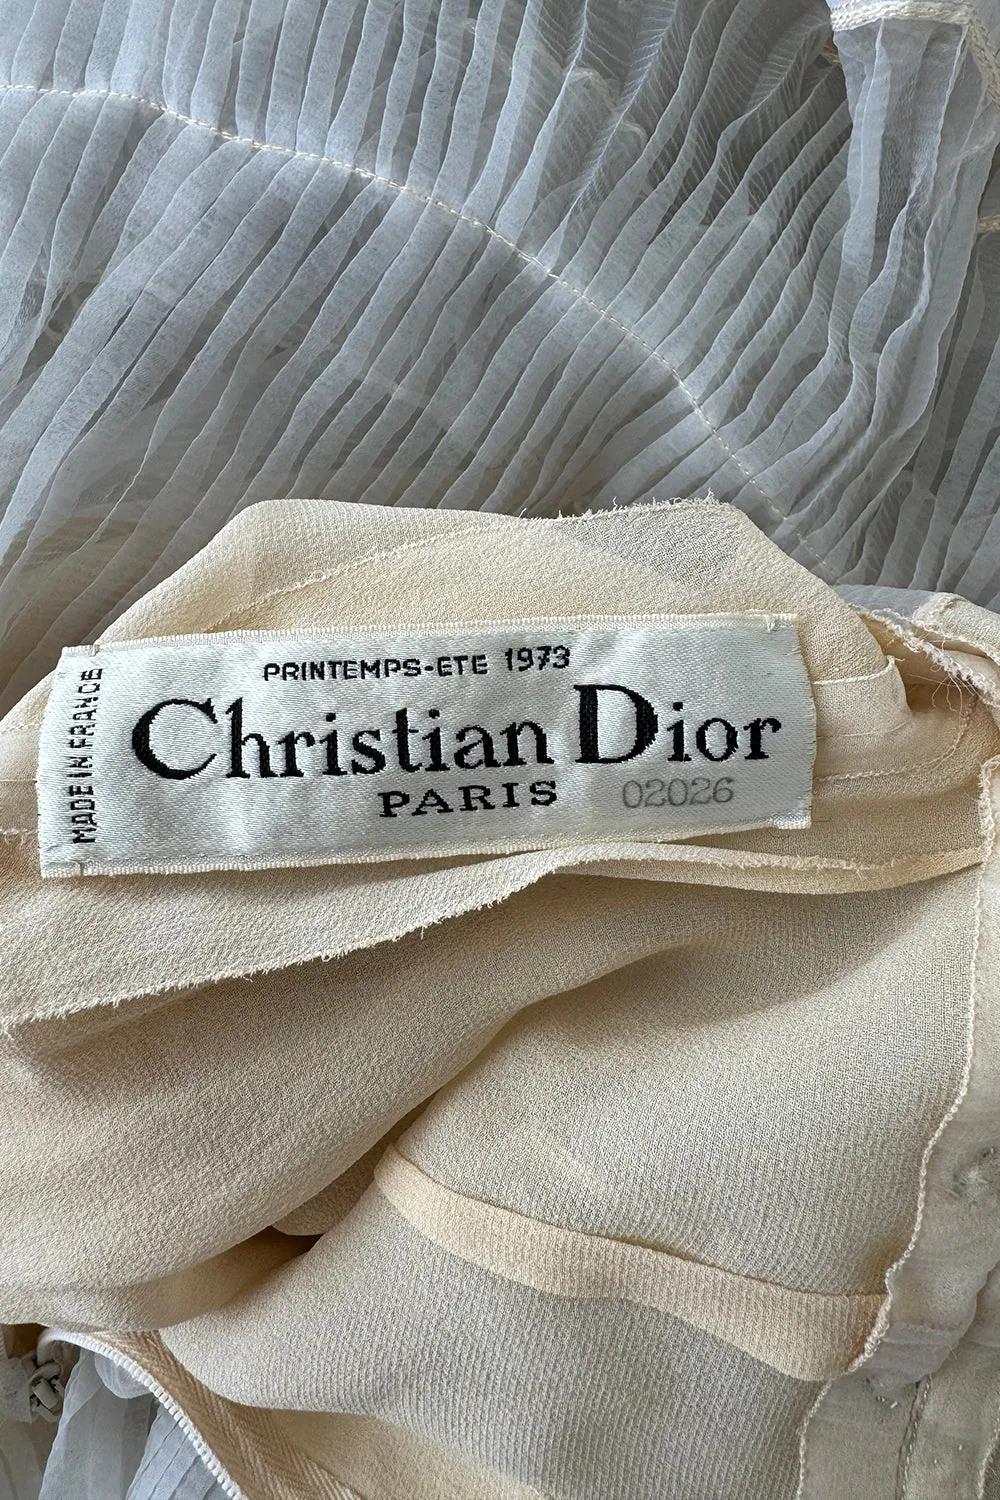 PRINTEMPS-ETE 1973
Christian Dior
PARIS 02026
MADE IN FRANCE